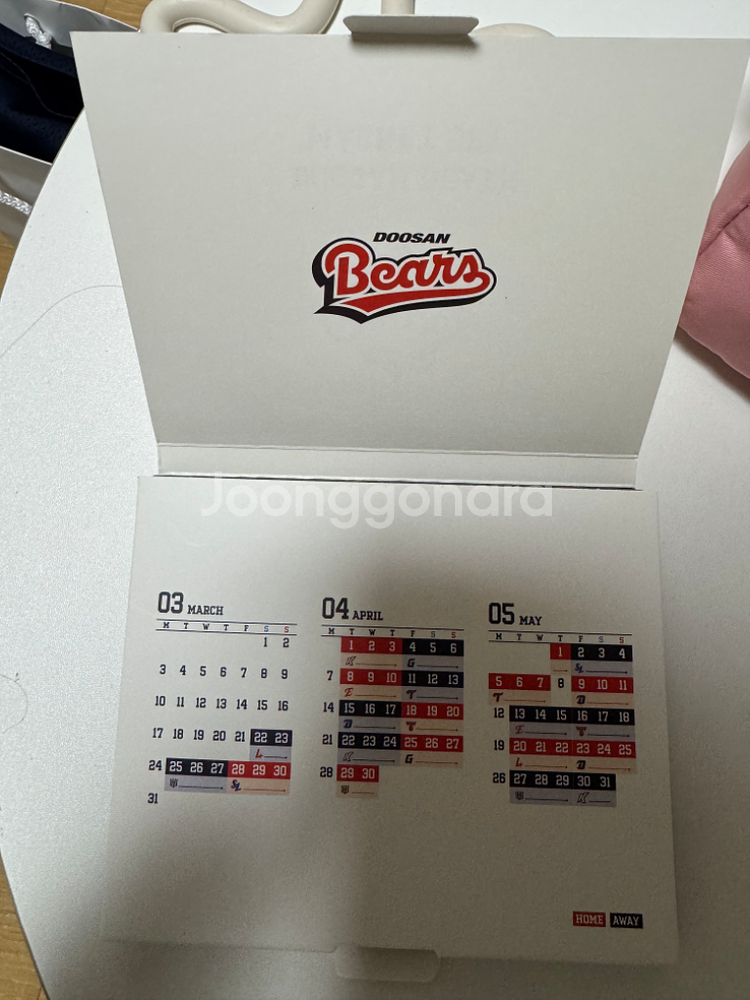 DOOSAN
Bears
Joonggonara
03 MARCH
M T W T F S S
1 2
3 4 5 6 7 8 9
10 11 12 13 14 15 16
17 18 19 20 21 22 23
L
24 25 26 27 28 29 30
SL
31
04 APRIL
M T W T F S S
1 2 3 4 5 6
K G
7 8 9 10 11 12 13
E T
14 15 16 17 18 19 20
D T
21 22 23 24 25 26 27
K G
28 29 30
05 MAY
M T W T F S S
1 2 3 4
SL
5 6 7 8 9 10 11
T D
12 13 14 15 16 17 18
E T
19 20 21 22 23 24 25
L D
26 27 28 29 30 31
K
HOME AWAY